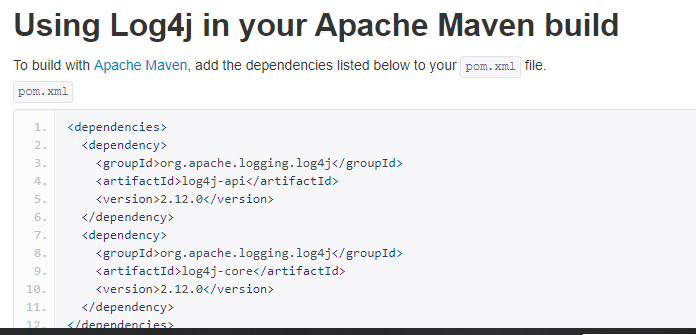 Using Log4j in your Apache Maven build
To build with Apache Maven, add the dependencies listed below to your pom.xml file.
pom.xml
1. <dependencies>
2. <dependency>
3. <groupId>org.apache.logging.log4j</groupId>
4. <artifactId>log4j-api</artifactId>
5. <version>2.12.0</version>
6. </dependency>
7. <dependency>
8. <groupId>org.apache.logging.log4j</groupId>
9. <artifactId>log4j-core</artifactId>
10. <version>2.12.0</version>
11. </dependency>
12. </dependencies>